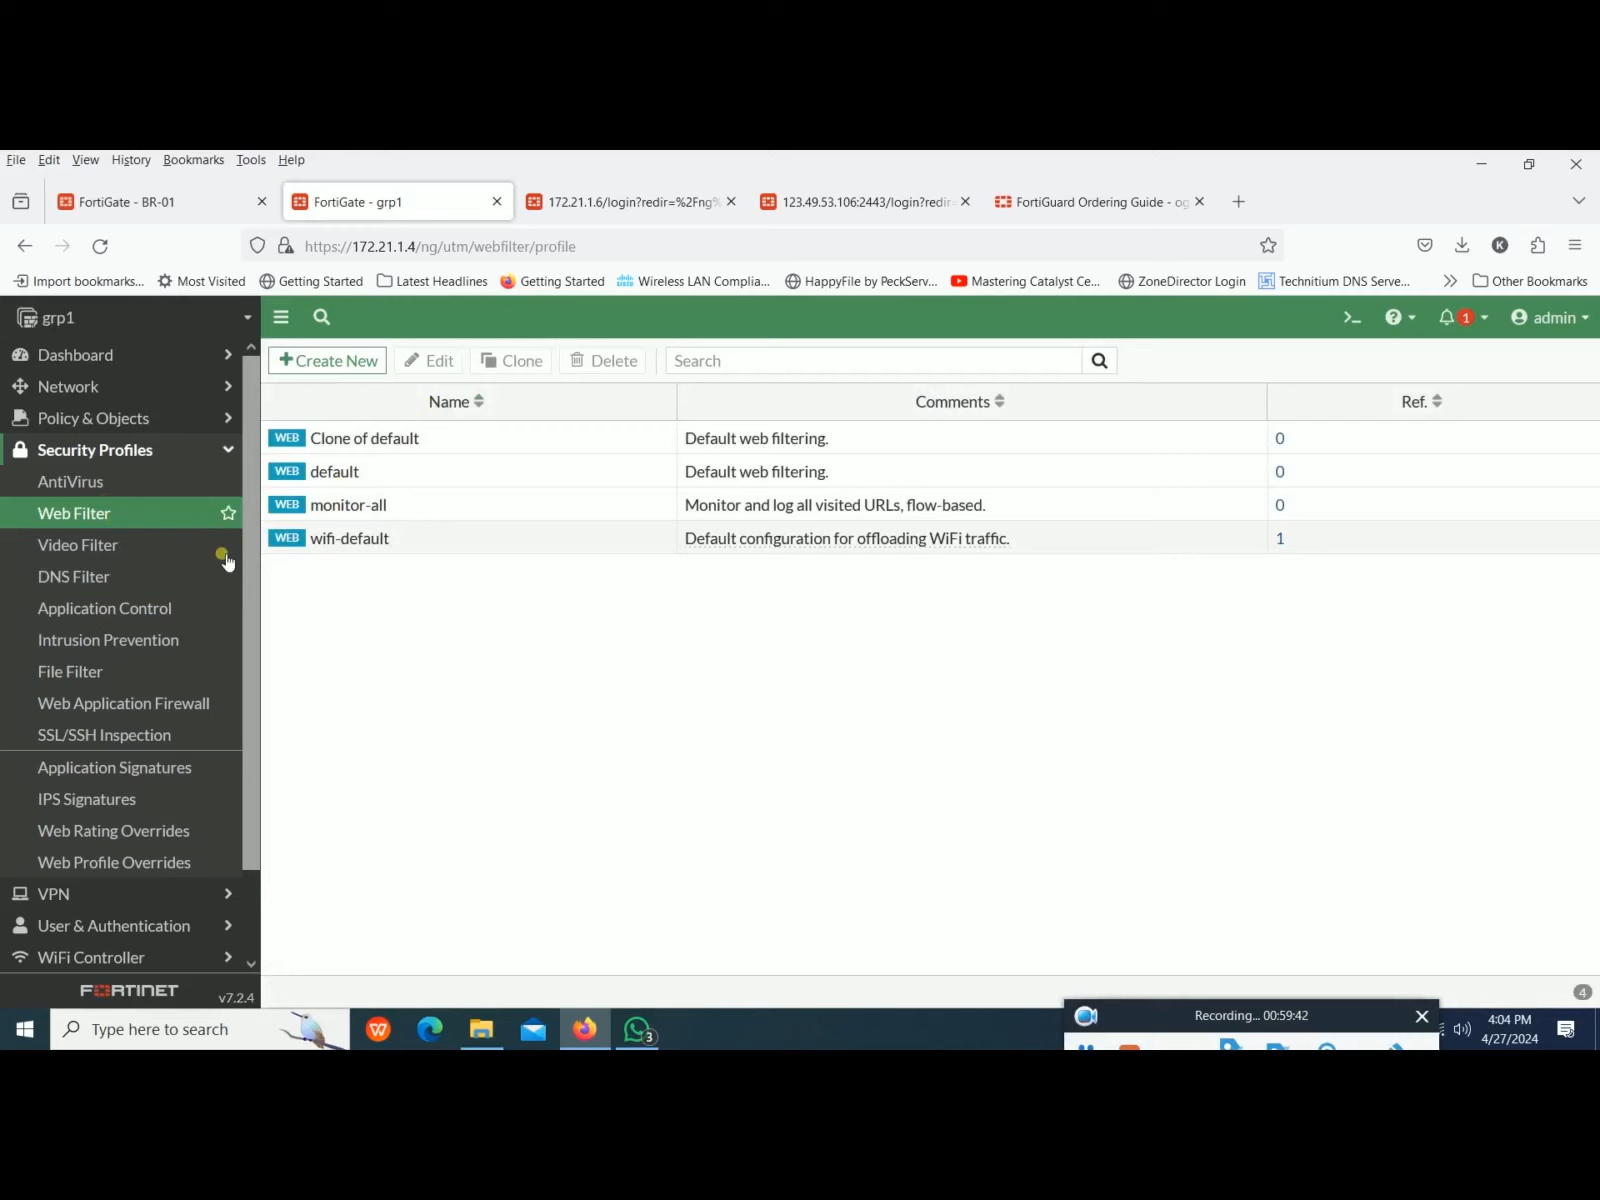 File Edit View History Bookmarks Tools Help
FortiGate - BR-01
FortiGate - grp1
172.21.1.6/login?redir=%2Fng%
123.49.53.106:2443/login?redir=
FortiGuard Ordering Guide - og
https://172.21.1.4/ng/utm/webfilter/profile
K
Import bookmarks... Most Visited Getting Started Latest Headlines Getting Started Wireless LAN Complia... HappyFile by PeckServ... Mastering Catalyst Ce... ZoneDirector Login Technitium DNS Serve... Other Bookmarks
grp1
1
admin
Dashboard
Network
Policy & Objects
Security Profiles
AntiVirus
Web Filter
Video Filter
DNS Filter
Application Control
Intrusion Prevention
File Filter
Web Application Firewall
SSL/SSH Inspection
Application Signatures
IPS Signatures
Web Rating Overrides
Web Profile Overrides
VPN
User & Authentication
WiFi Controller
FORTINET
v7.2.4
+Create New Edit Clone Delete Search
Name Comments Ref.
WEB Clone of default Default web filtering. 0
WEB default Default web filtering. 0
WEB monitor-all Monitor and log all visited URLs, flow-based. 0
WEB wifi-default Default configuration for offloading WiFi traffic. 1
4
Type here to search
W
3
Recording... 00:59:42
4:04 PM
4/27/2024